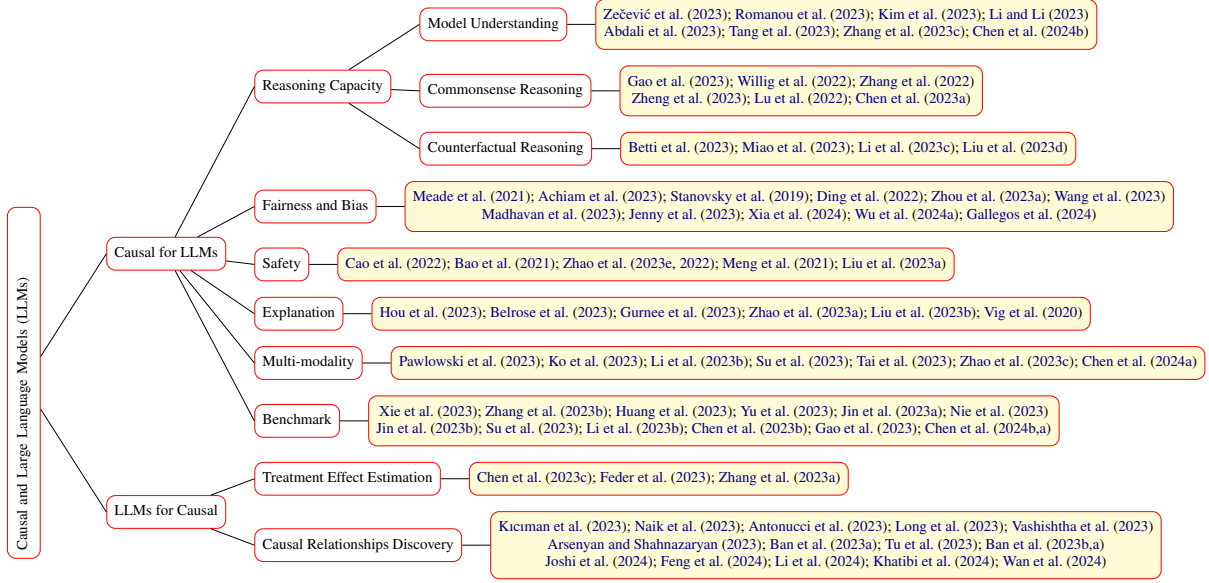 Causal and Large Language Models (LLMs)
Causal for LLMs
Reasoning Capacity
Model Understanding
Zečević et al. (2023); Romanou et al. (2023); Kim et al. (2023); Li and Li (2023)
Abdali et al. (2023); Tang et al. (2023); Zhang et al. (2023c); Chen et al. (2024b)
Commonsense Reasoning
Gao et al. (2023); Willig et al. (2022); Zhang et al. (2022)
Zheng et al. (2023); Lu et al. (2022); Chen et al. (2023a)
Counterfactual Reasoning
Betti et al. (2023); Miao et al. (2023); Li et al. (2023c); Liu et al. (2023d)
Fairness and Bias
Meade et al. (2021); Achiam et al. (2023); Stanovsky et al. (2019); Ding et al. (2022); Zhou et al. (2023a); Wang et al. (2023)
Madhavan et al. (2023); Jenny et al. (2023); Xia et al. (2024); Wu et al. (2024a); Gallegos et al. (2024)
Safety
Cao et al. (2022); Bao et al. (2021); Zhao et al. (2023e, 2022); Meng et al. (2021); Liu et al. (2023a)
Explanation
Hou et al. (2023); Belrose et al. (2023); Gurnee et al. (2023); Zhao et al. (2023a); Liu et al. (2023b); Vig et al. (2020)
Multi-modality
Pawlowski et al. (2023); Ko et al. (2023); Li et al. (2023b); Su et al. (2023); Tai et al. (2023); Zhao et al. (2023c); Chen et al. (2024a)
Benchmark
Xie et al. (2023); Zhang et al. (2023b); Huang et al. (2023); Yu et al. (2023); Jin et al. (2023a); Nie et al. (2023)
Jin et al. (2023b); Su et al. (2023); Li et al. (2023b); Chen et al. (2023b); Gao et al. (2023); Chen et al. (2024b,a)
LLMs for Causal
Treatment Effect Estimation
Chen et al. (2023c); Feder et al. (2023); Zhang et al. (2023a)
Causal Relationships Discovery
Kıcıman et al. (2023); Naik et al. (2023); Antonucci et al. (2023); Long et al. (2023); Vashishtha et al. (2023)
Arsenyan and Shahnazaryan (2023); Ban et al. (2023a); Tu et al. (2023); Ban et al. (2023b,a)
Joshi et al. (2024); Feng et al. (2024); Li et al. (2024); Khatibi et al. (2024); Wan et al. (2024)